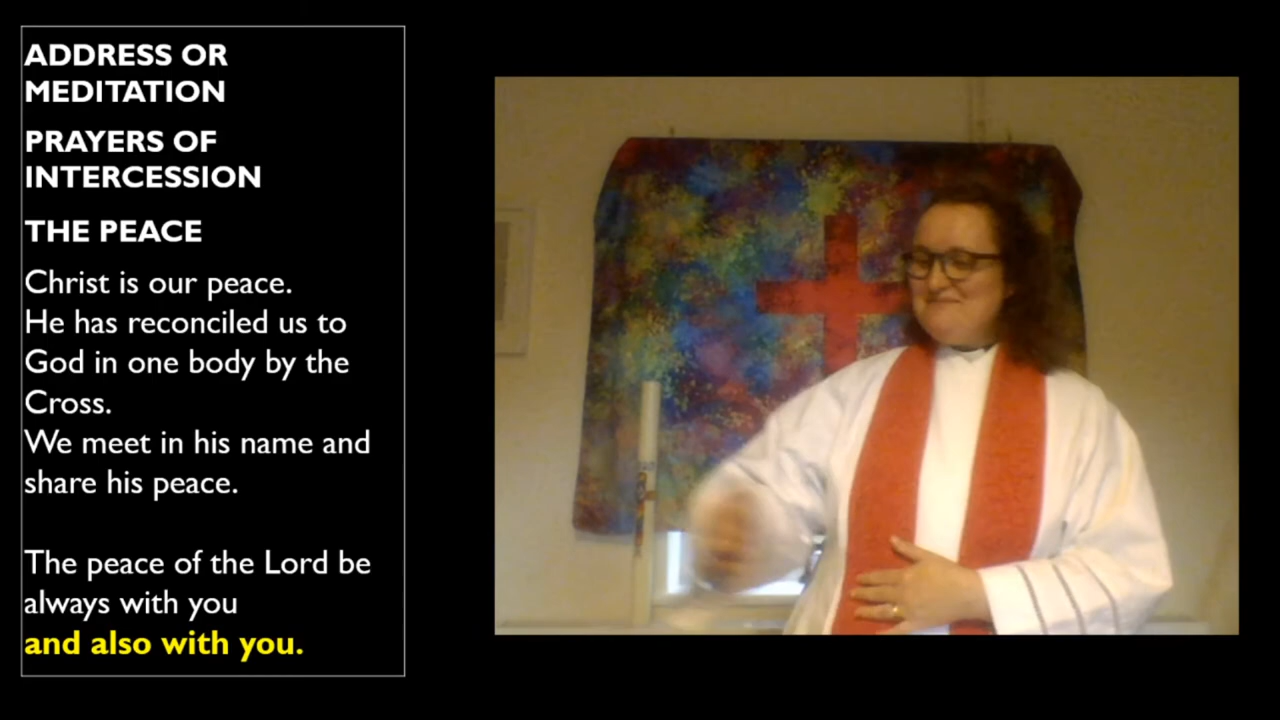 ADDRESS OR
MEDITATION
PRAYERS OF
INTERCESSION
THE PEACE
Christ is our peace.
He has reconciled us to
God in one body by the
Cross.
We meet in his name and
share his peace.
The peace of the Lord be
always with you
and also with you.